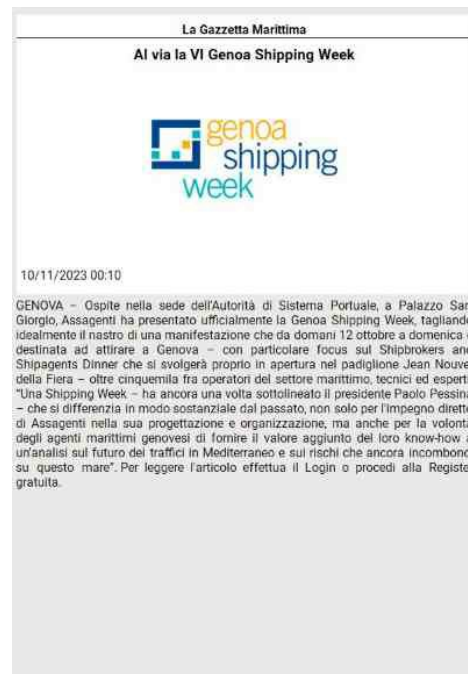 La Gazzetta Marittima
Al via la VI Genoa Shipping Week
genoa
shipping
week
10/11/2023 00:10
GENOVA – Ospite nella sede dell'Autorità di Sistema Portuale, a Palazzo San
Giorgio, Assagenti ha presentato ufficialmente la Genoa Shipping Week, tagliando
idealmente il nastro di una manifestazione che da domani 12 ottobre a domenica
destinata ad attirare a Genova – con particolare focus sul Shipbrokers and
Shipagents Dinner che si svolgerà proprio in apertura nel padiglione Jean Nouvel
della Fiera – oltre cinquemila fra operatori del settore marittimo, tecnici ed esperti
"Una Shipping Week – ha ancora una volta sottolineato il presidente Paolo Pessina
– che si differenzia in modo sostanziale dal passato, non solo per l'impegno diretto
di Assagenti nella sua progettazione e organizzazione, ma anche per la volontà
degli agenti marittimi genovesi di fornire il valore aggiunto del loro know-how
un'analisi sul futuro dei traffici in Mediterraneo e sui rischi che ancora incombono
su questo mare". Per leggere l'articolo effettua il Login o procedi alla
gratuita.